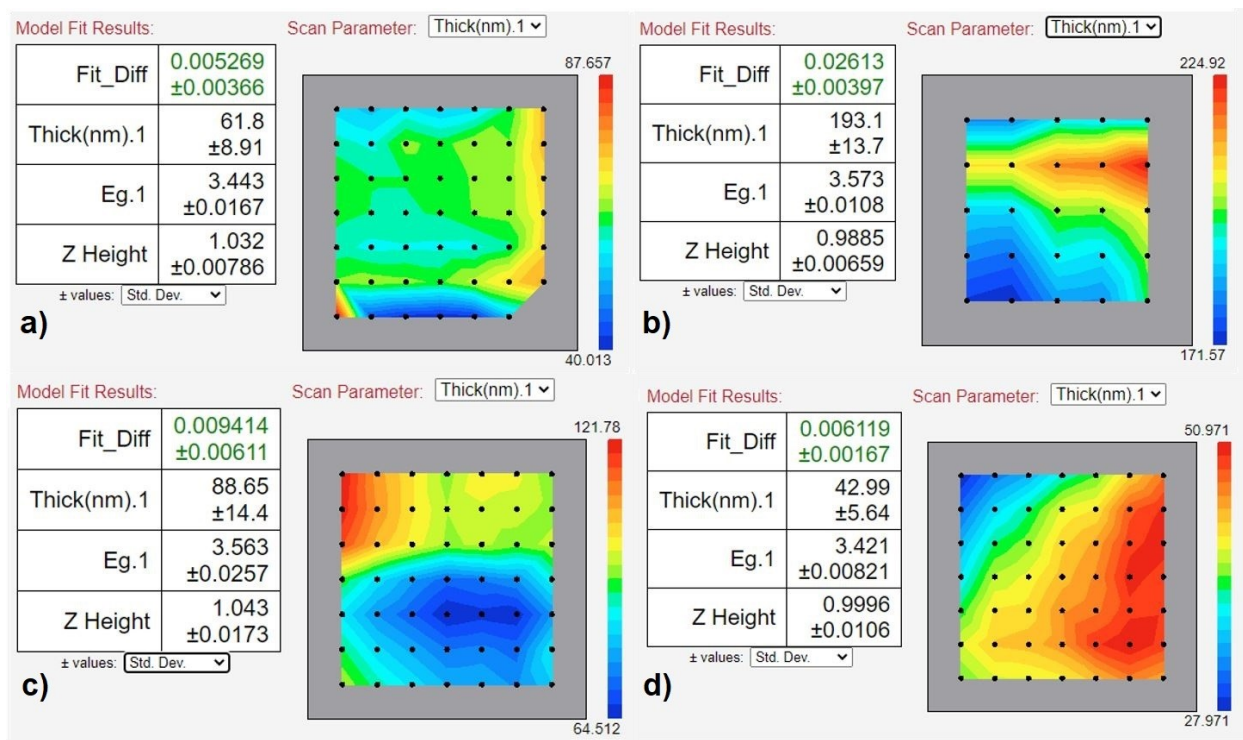 Model Fit Results:
Scan Parameter: Thick(nm).1
Fit_Diff 0.005269
±0.00366
Thick(nm).1 61.8
±8.91
Eg.1 3.443
±0.0167
Z Height 1.032
±0.00786
± values: Std. Dev.
87.657
40.013
a)
Model Fit Results:
Scan Parameter: Thick(nm).1
Fit_Diff 0.02613
±0.00397
Thick(nm).1 193.1
±13.7
Eg.1 3.573
±0.0108
Z Height 0.9885
±0.00659
± values: Std. Dev.
224.92
171.57
b)
Model Fit Results:
Scan Parameter: Thick(nm).1
Fit_Diff 0.009414
±0.00611
Thick(nm).1 88.65
±14.4
Eg.1 3.563
±0.0257
Z Height 1.043
±0.0173
± values: Std. Dev.
121.78
64.512
c)
Model Fit Results:
Scan Parameter: Thick(nm).1
Fit_Diff 0.006119
±0.00167
Thick(nm).1 42.99
±5.64
Eg.1 3.421
±0.00821
Z Height 0.9996
±0.0106
± values: Std. Dev.
50.971
27.971
d)